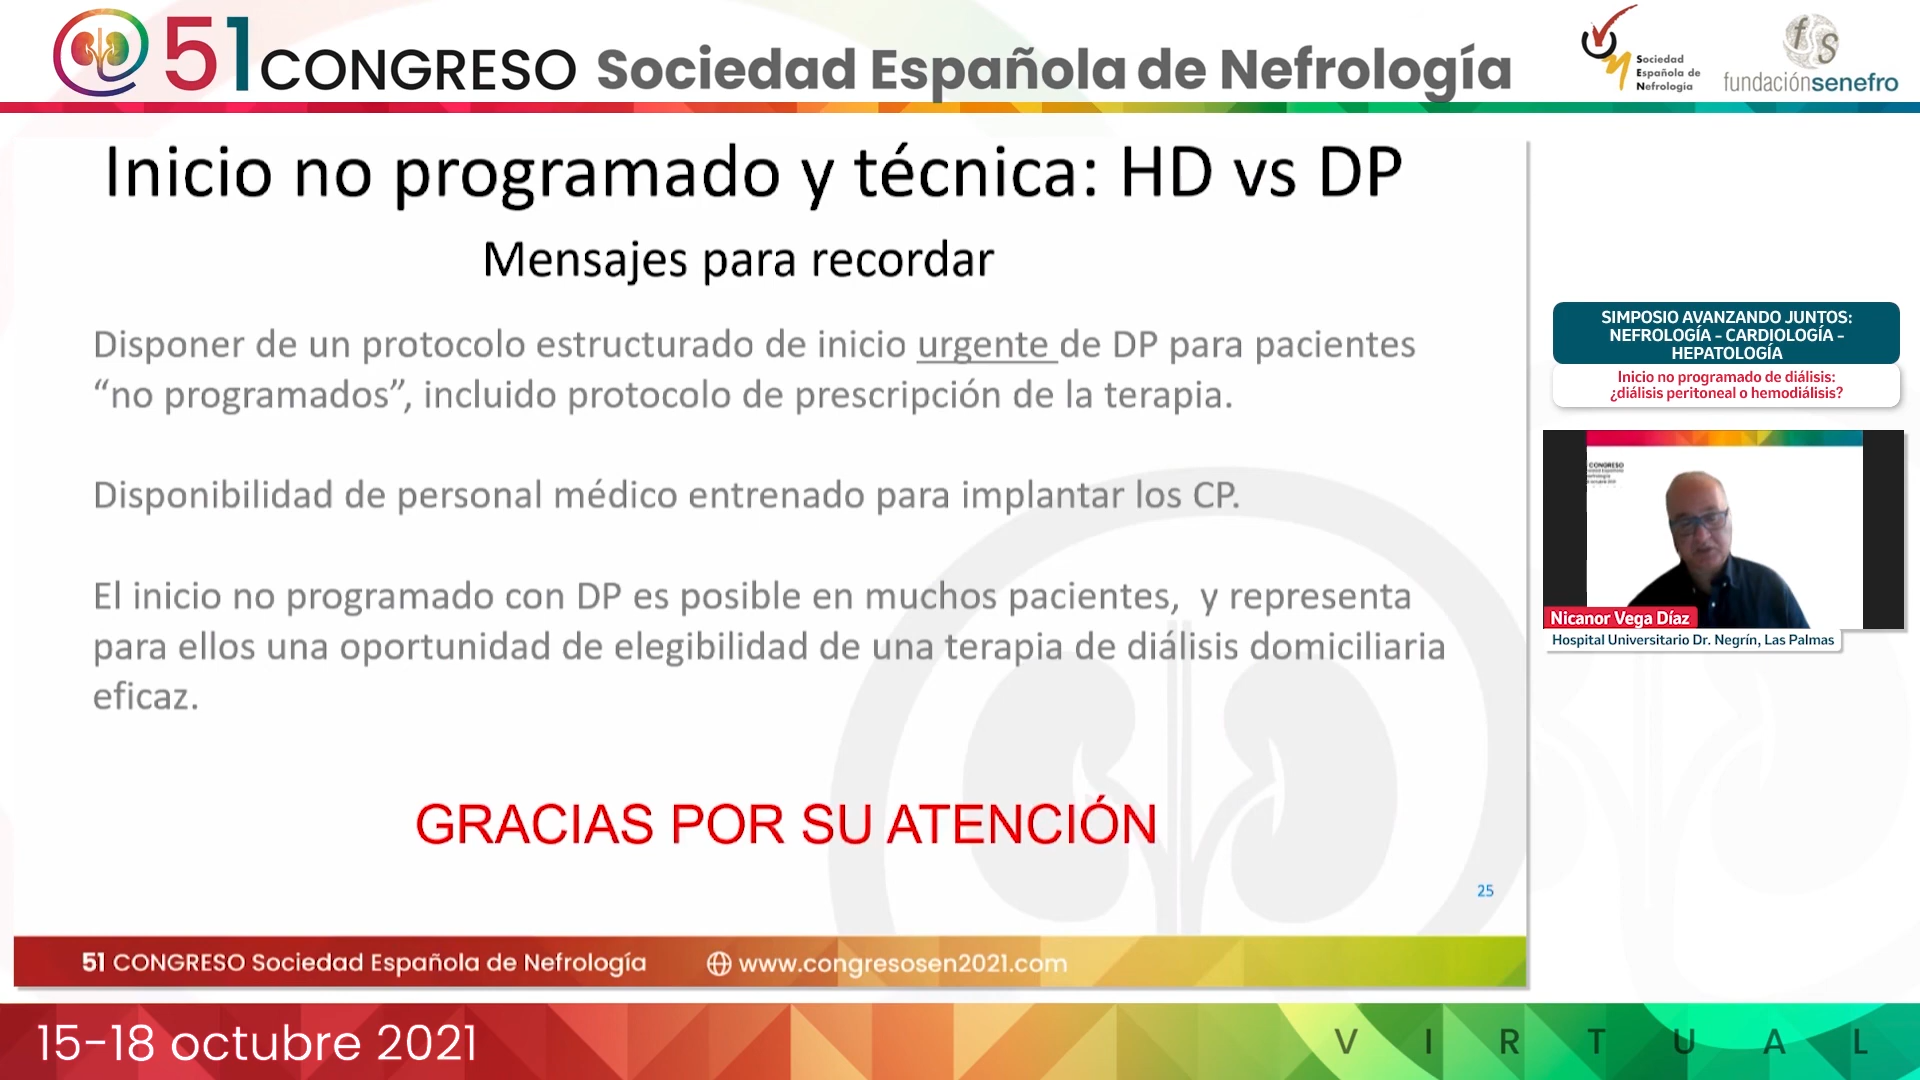 51 CONGRESO Sociedad Española de Nefrología
Sociedad
Española de
Nefrología
fs
fundaciónsenefro
Inicio no programado y técnica: HD vs DP
Mensajes para recordar
Disponer de un protocolo estructurado de inicio urgente de DP para pacientes
“no programados”, incluido protocolo de prescripción de la terapia.
Disponibilidad de personal médico entrenado para implantar los CP.
El inicio no programado con DP es posible en muchos pacientes, y representa
para ellos una oportunidad de elegibilidad de una terapia de diálisis domiciliaria
eficaz.
GRACIAS POR SU ATENCIÓN
25
51 CONGRESO Sociedad Española de Nefrología
www.congresosen2021.com
SIMPOSIO AVANZANDO JUNTOS:
NEFROLOGÍA - CARDIOLOGÍA -
HEPATOLOGÍA
Inicio no programado de diálisis:
¿diálisis peritoneal o hemodiálisis?
CONGRESO
Nicanor Vega Díaz
Hospital Universitario Dr. Negrín, Las Palmas
15-18 octubre 2021
VIRTUAL